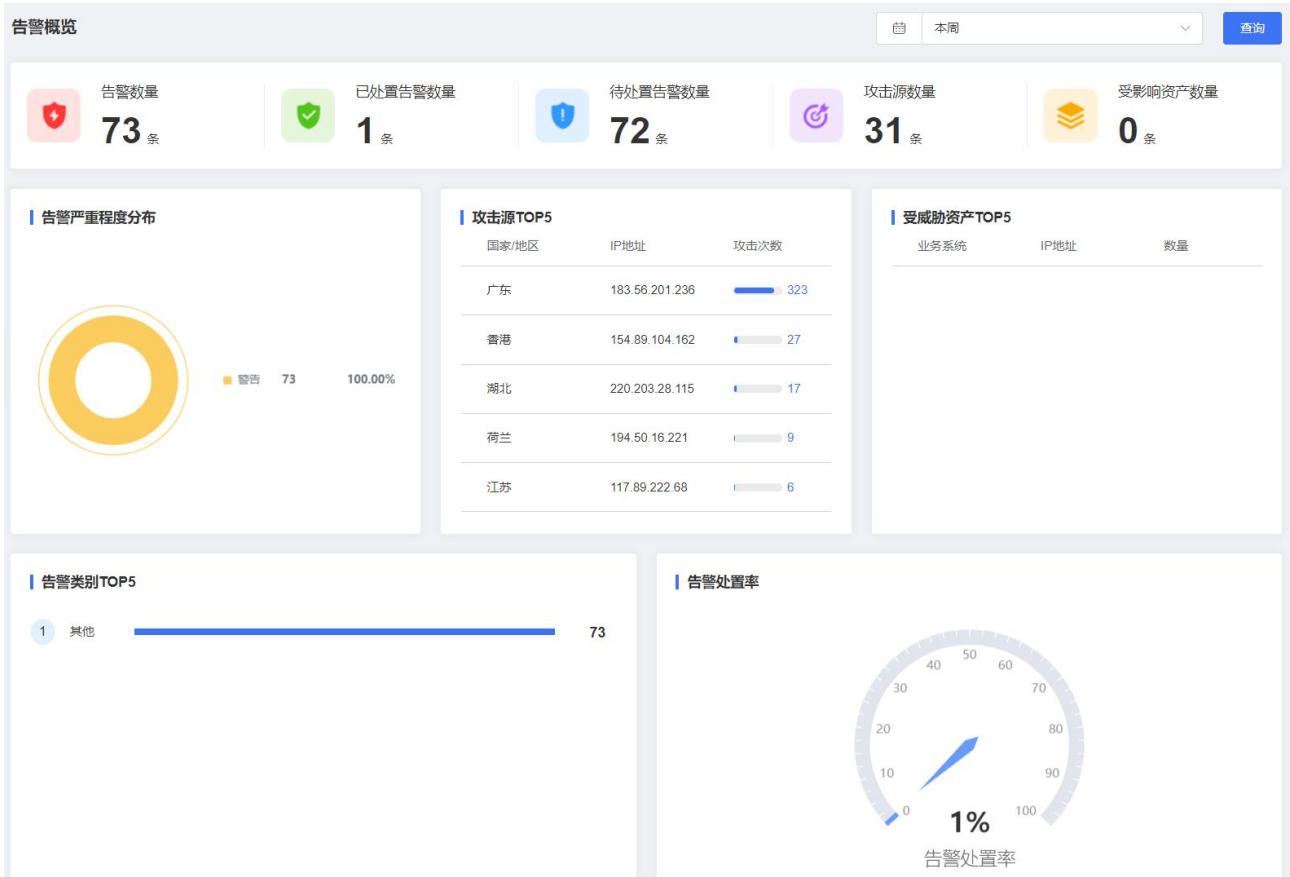 告警概览
本周
查询
告警数量
73 条
已处置告警数量
1 条
待处置告警数量
72 条
攻击源数量
31 条
受影响资产数量
0 条
告警严重程度分布
警告 73 100.00%
攻击源TOP5
国家/地区 IP地址 攻击次数
广东 183.56.201.236 323
香港 154.89.104.162 27
湖北 220.203.28.115 17
荷兰 194.50.16.221 9
江苏 117.89.222.68 6
受威胁资产TOP5
业务系统 IP地址 数量
告警类别TOP5
1 其他 73
告警处置率
0
10
20
30
40
50
60
70
80
90
100
1%
告警处置率